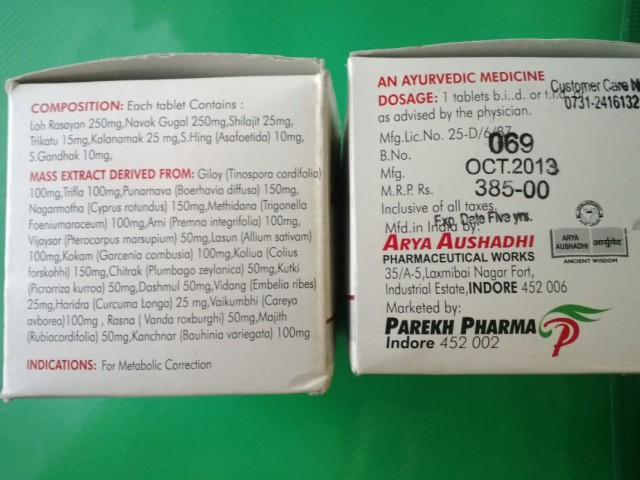 COMPOSITION: Each tablet Contains :
Loh Rasayan 250mg,Navak Gugal 250mg,Shilajit 25mg,
Trikatu 15mg,Kalanamak 25 mg,S.Hing (Asafoetida) 10mg,
S.Gandhak 10mg,
MASS EXTRACT DERIVED FROM: Giloy (Tinospora cordifolia)
100mg,Trifla 100mg,Punarnava (Boerhavia diffusa) 150mg,
Nagarmotha (Cyprus rotundus) 150mg,Methidana (Trigonella
Foeniumaraceum) 100mg,Arni (Premna integrifolia) 100mg,
Vijaysar (Pterocarpus marsupium) 50mg,Lasun (Allium sativam)
100mg,Kokam (Garcenia combusia) 100mg,Koliua (Colius
forskohhi) 150mg,Chitrak (Plumbago zeylanica) 50mg,Kutki
(Picrorriza kurroa) 50mg,Dashmul 50mg,Vidang (Embelia ribes)
25mg,Haridra (Curcuma Longa) 25 mg,Vaikumbhi (Careya
avborea)100mg , Rasna ( Vanda roxburghi) 50mg,Majith
(Rubiacordifolia) 50mg,Kanchnar (Bauhinia variegata) 100mg
INDICATIONS: For Metabolic Correction
AN AYURVEDIC MEDICINE
Customer Care N
DOSAGE: 1 tablets b.i..d. or t.i.d.
0731-2416132
as advised by the physician.
Mfg.Lic.No. 25-D/6/87
B.No. 069
Mfg. OCT.2013
M.R.P. Rs. 385-00
Inclusive of all taxes.
Exp. Date Five yrs.
Mfd.in India by:
ARYA AUSHADHI
PHARMACEUTICAL WORKS
35/A-5,Laxmibai Nagar Fort,
Industrial Estate,INDORE 452 006
ARYA AUSHADHI आर्युर्वेद
ANCIENT WISDOM
Marketed by:
PAREKH PHARMA
Indore 452 002